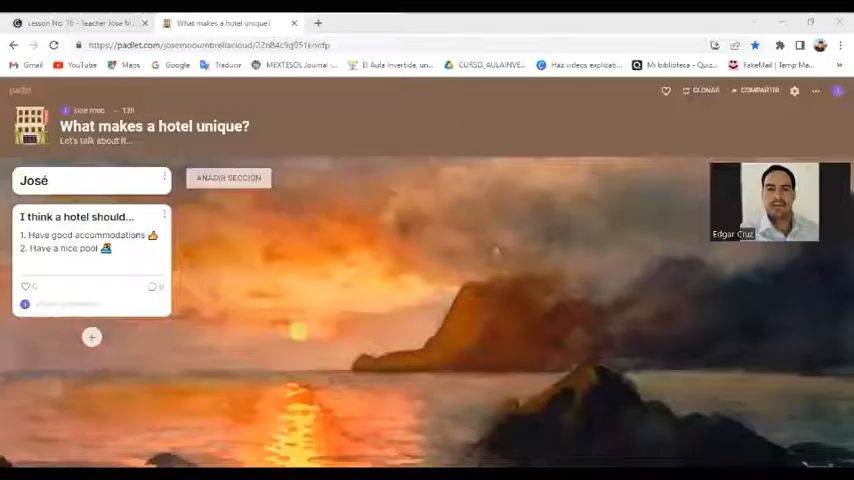 Lesson No. 16 - Teacher Jose M...
What makes a hotel unique?
https://padlet.com/josemooumbrellacloud/22n84c9g951konfp
Gmail
YouTube
Maps
Google
Traducir
MEXTESOL Journal :...
El Aula Invertida, un...
CURSO_AULAINVE...
Haz videos explicati...
Mi biblioteca - Quiz...
FakeMail | Temp Ma...
padlet
13h
CLONAR
COMPARTIR
What makes a hotel unique?
Let's talk about it...
José
AÑADIR SECCIÓN
I think a hotel should...
1. Have good accommodations 👍
2. Have a nice pool
0
0
Edgar Cruz